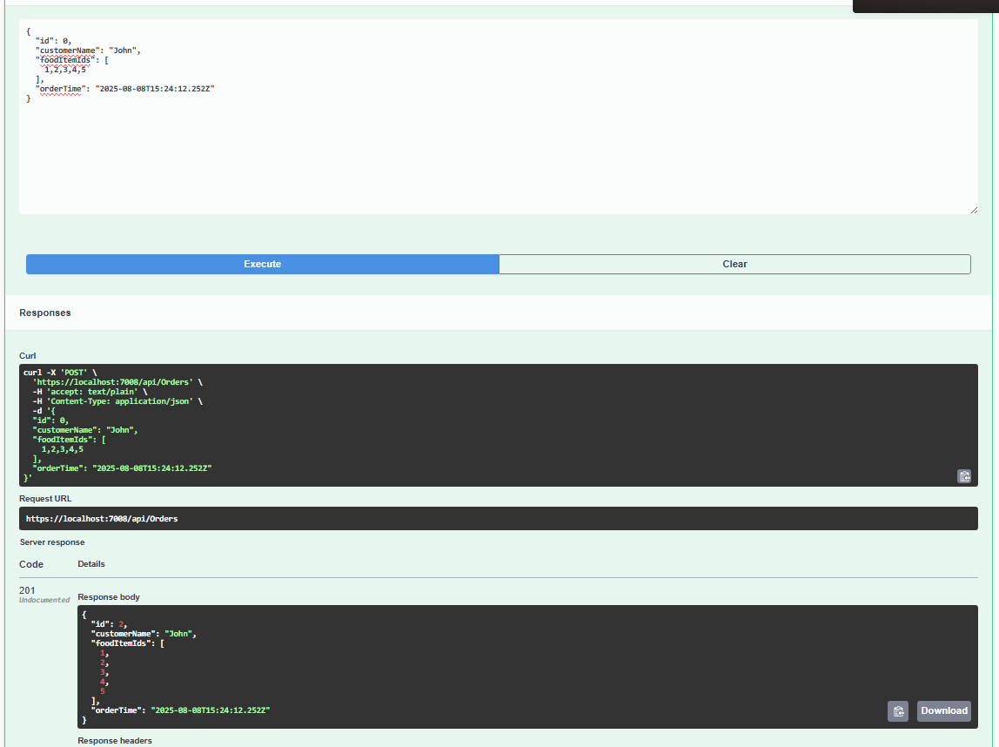 {
  "id": 0,
  "customerName": "John",
  "foodItemIds": [
    1,2,3,4,5
  ],
  "orderTime": "2025-08-08T15:24:12.252Z"
}
Execute
Clear
Responses
Curl
curl -X 'POST' \
  'https://localhost:7008/api/Orders' \
  -H 'accept: text/plain' \
  -H 'Content-Type: application/json' \
  -d '{
  "id": 0,
  "customerName": "John",
  "foodItemIds": [
    1,2,3,4,5
  ],
  "orderTime": "2025-08-08T15:24:12.252Z"
}'
Request URL
https://localhost:7008/api/Orders
Server response
Code Details
201
Undocumented
Response body
{
  "id": 2,
  "customerName": "John",
  "foodItemIds": [
    1,
    2,
    3,
    4,
    5
  ],
  "orderTime": "2025-08-08T15:24:12.252Z"
}
Download
Response headers